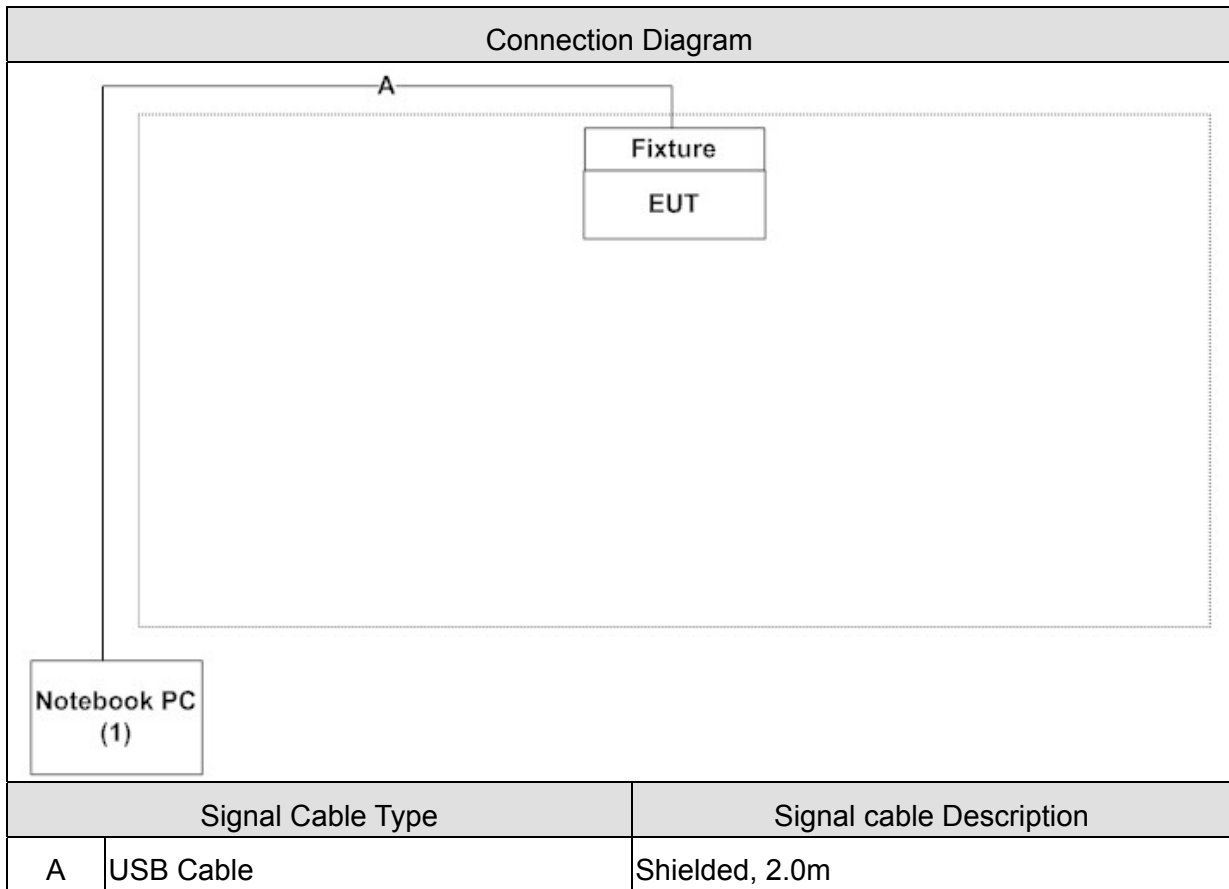 Connection Diagram
A
Fixture
EUT
Notebook PC
(1)
Signal Cable Type Signal cable Description
A USB Cable Shielded, 2.0m